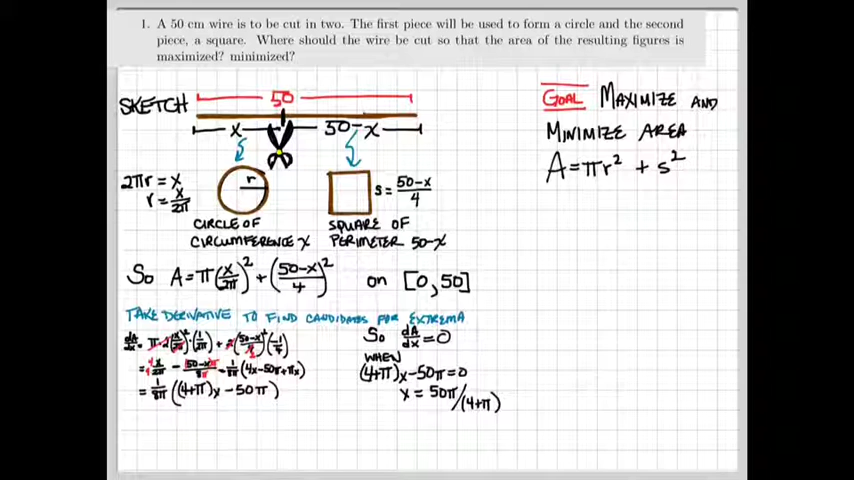 1. A 50 cm wire is to be cut in two. The first piece will be used to form a circle and the second
piece, a square. Where should the wire be cut so that the area of the resulting figures is
maximized? minimized?
SKETCH
50
x
50-x
2πr = x
r = x/2π
r
s = (50-x)/4
CIRCLE OF
CIRCUMFERENCE x
SQUARE OF
PERIMETER 50-x
So A = π(x/2π)² + ((50-x)/4)² on [0,50]
TAKE DERIVATIVE TO FIND CANDIDATES FOR EXTREMA
= 1/8π ((4+π)x - 50π)
So dA/dx = 0
WHEN
(4+π)x - 50π = 0
x = 50π/(4+π)
GOAL MAXIMIZE AND
MINIMIZE AREA
A = πr² + s²